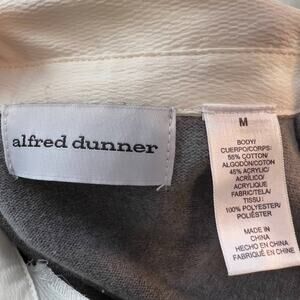 alfred dunner
M
BODY/
CUERPO/CORPS:
55% COTTON/
ALGODÓN/COTON
45% ACRYLIC/
ACRÍLICO/
ACRYLIQUE
FABRIC/TELA/
TISSU:
100% POLYESTER/
POLIÉSTER
MADE IN
CHINA
HECHO EN CHINA
FABRIQUÉ EN CHINE